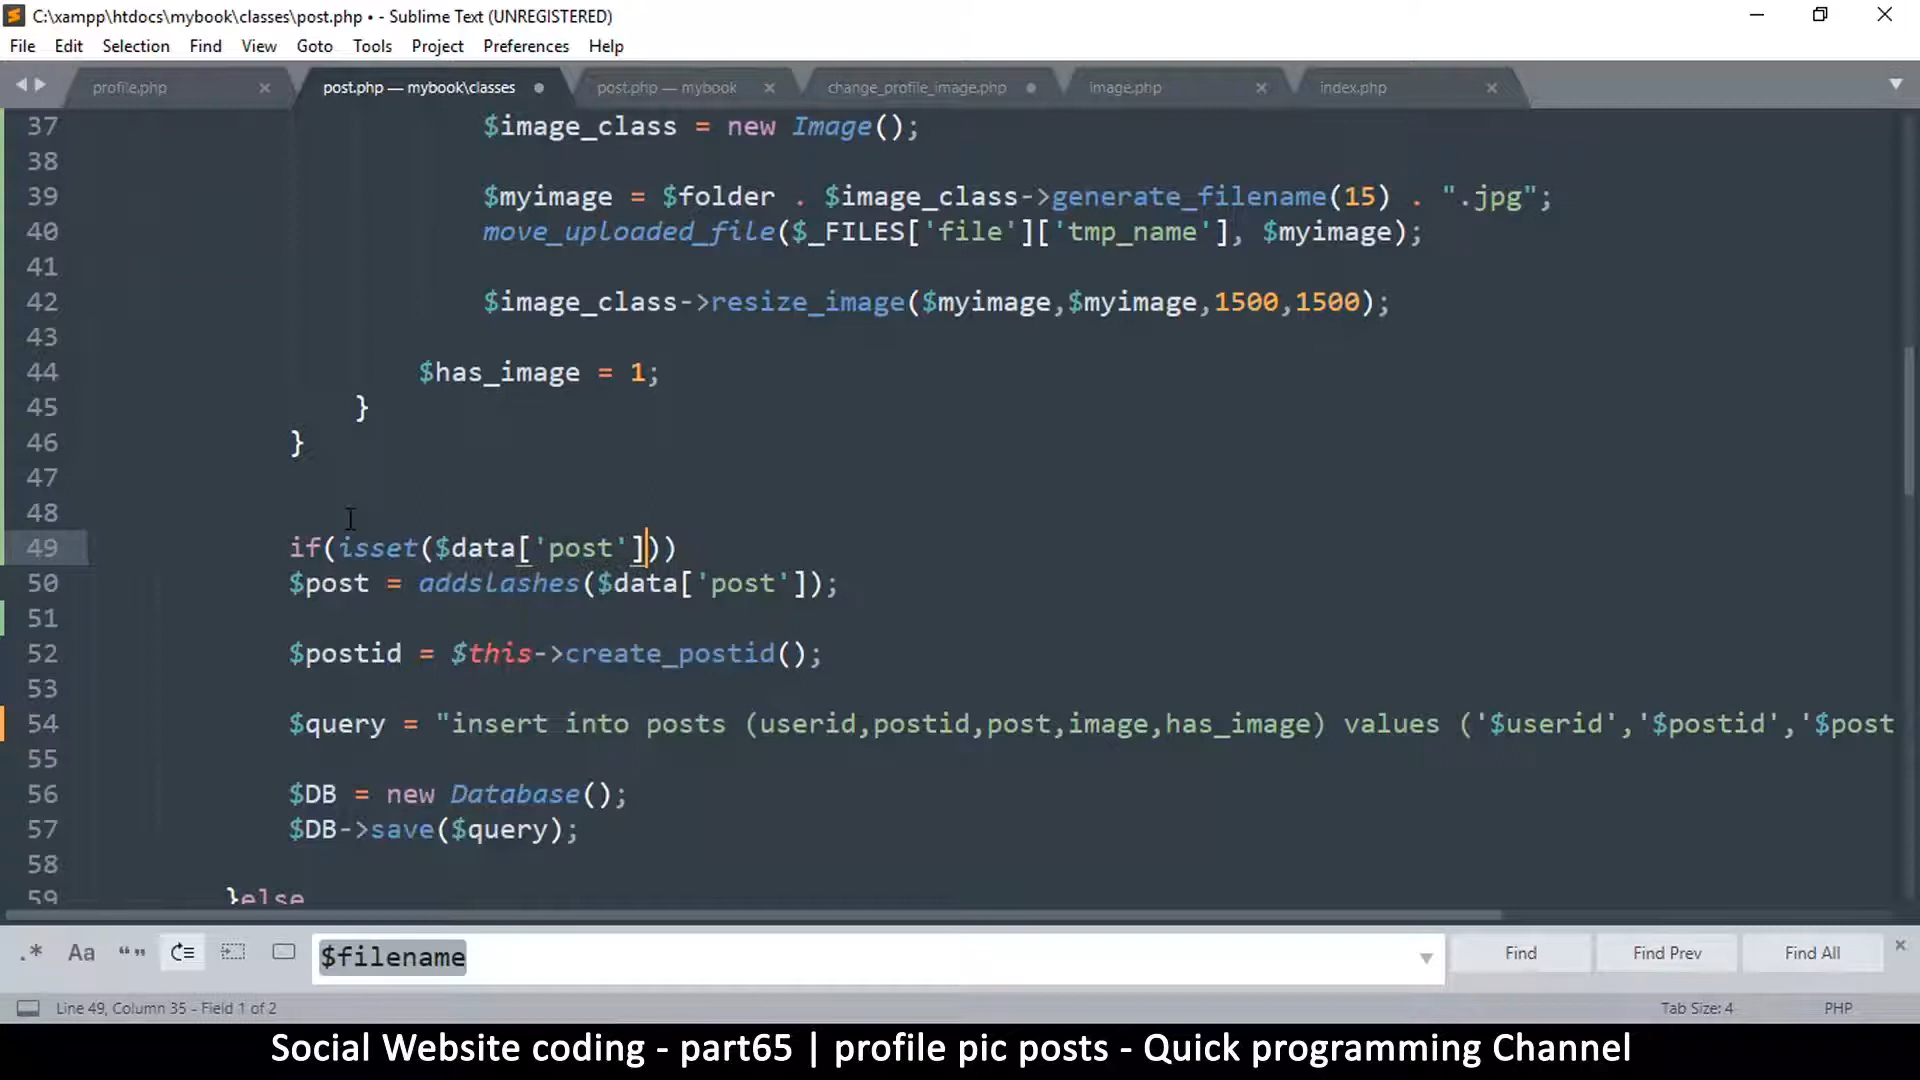 C:\xampp\htdocs\mybook\classes\post.php • - Sublime Text (UNREGISTERED)
File Edit Selection Find View Goto Tools Project Preferences Help
profile.php post.php — mybook\classes post.php — mybook change_profile_image.php image.php index.php
37 $image_class = new Image();
38
39 $myimage = $folder . $image_class->generate_filename(15) . ".jpg";
40 move_uploaded_file($_FILES['file']['tmp_name'], $myimage);
41
42 $image_class->resize_image($myimage,$myimage,1500,1500);
43
44 $has_image = 1;
45 }
46 }
47
48
49 if(isset($data['post']))
50 $post = addslashes($data['post']);
51
52 $postid = $this->create_postid();
53
54 $query = "insert into posts (userid,postid,post,image,has_image) values ('$userid','$postid','$post
55
56 $DB = new Database();
57 $DB->save($query);
58
59 }else
.* Aa “” $filename Find Find Prev Find All
Line 49, Column 35 - Field 1 of 2 Tab Size: 4 PHP
Social Website coding - part65 | profile pic posts - Quick programming Channel